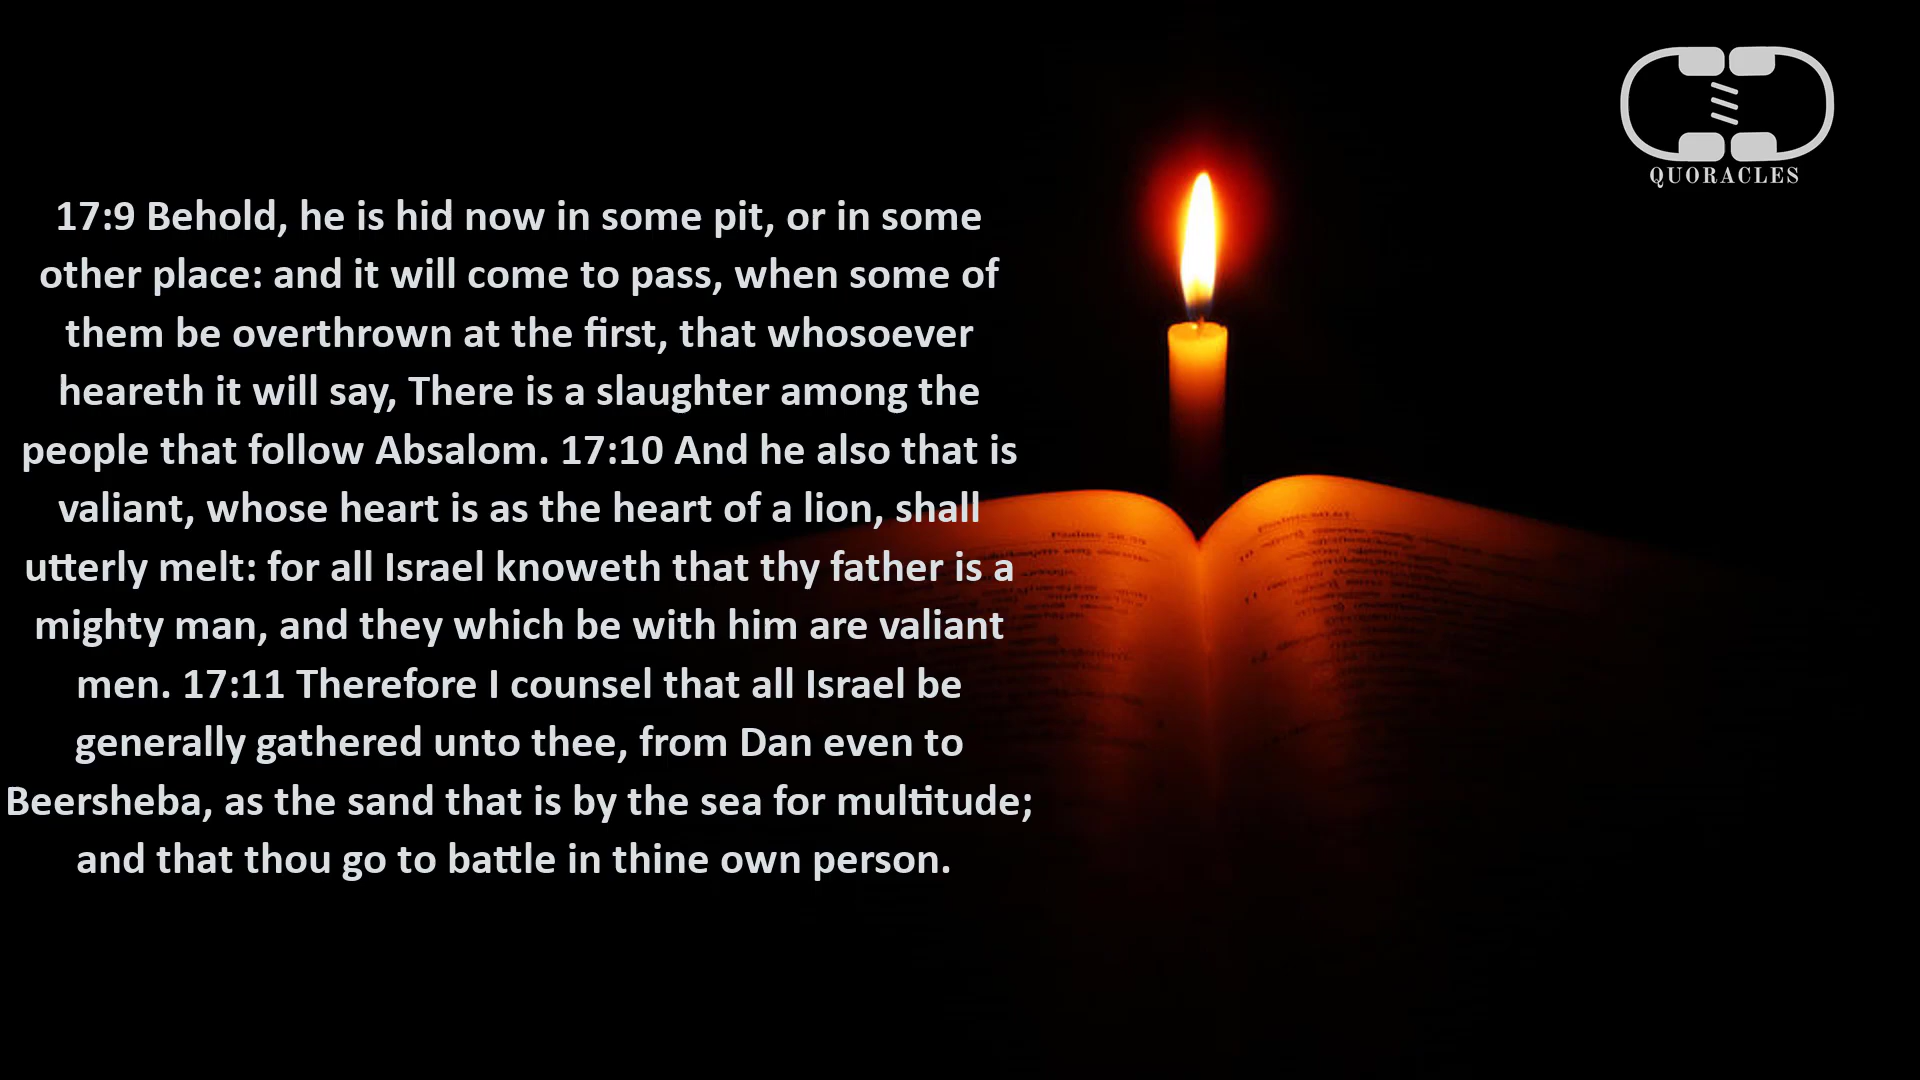 17:9 Behold, he is hid now in some pit, or in some
other place: and it will come to pass, when some of
them be overthrown at the first, that whosoever
heareth it will say, There is a slaughter among the
people that follow Absalom. 17:10 And he also that is
valiant, whose heart is as the heart of a lion, shall
utterly melt: for all Israel knoweth that thy father is a
mighty man, and they which be with him are valiant
men. 17:11 Therefore I counsel that all Israel be
generally gathered unto thee, from Dan even to
Beersheba, as the sand that is by the sea for multitude;
and that thou go to battle in thine own person.
QUORACLES